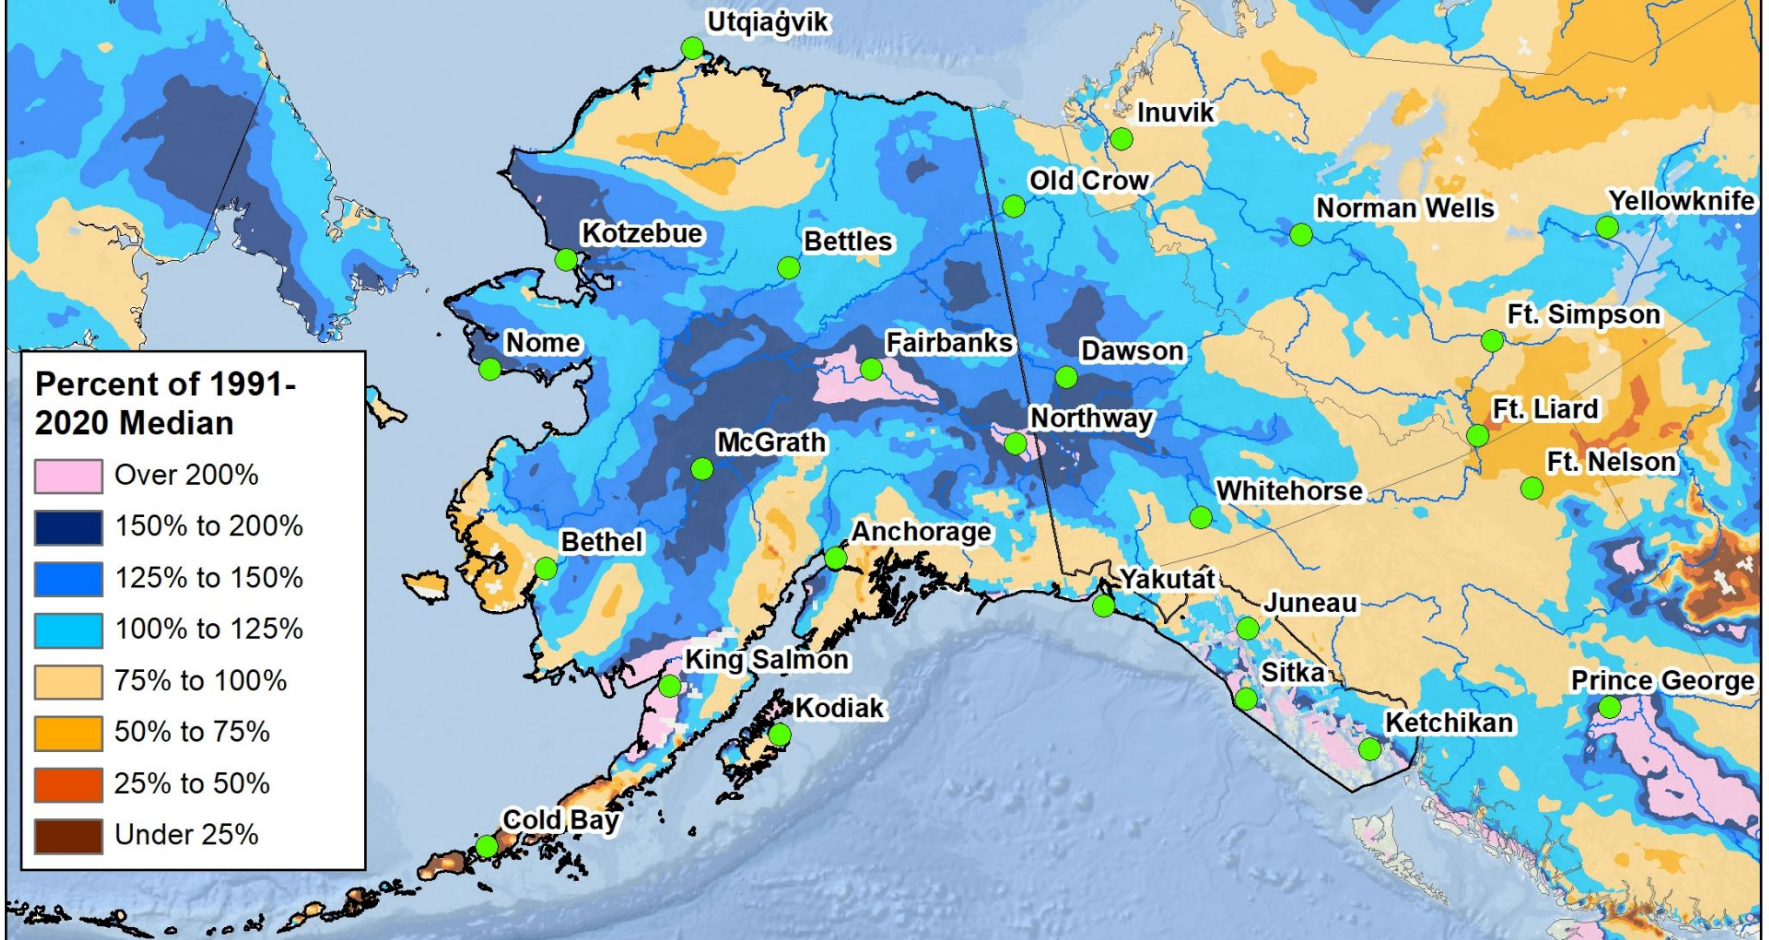 Utqiaġvik
Inuvik
Old Crow
Norman Wells
Yellowknife
Kotzebue
Bettles
Ft. Simpson
Nome
Fairbanks
Dawson
Percent of 1991-
2020 Median
Over 200%
150% to 200%
125% to 150%
100% to 125%
75% to 100%
50% to 75%
25% to 50%
Under 25%
Ft. Liard
Northway
McGrath
Ft. Nelson
Whitehorse
Anchorage
Bethel
Yakutat
Juneau
King Salmon
Sitka
Prince George
Kodiak
Ketchikan
Cold Bay